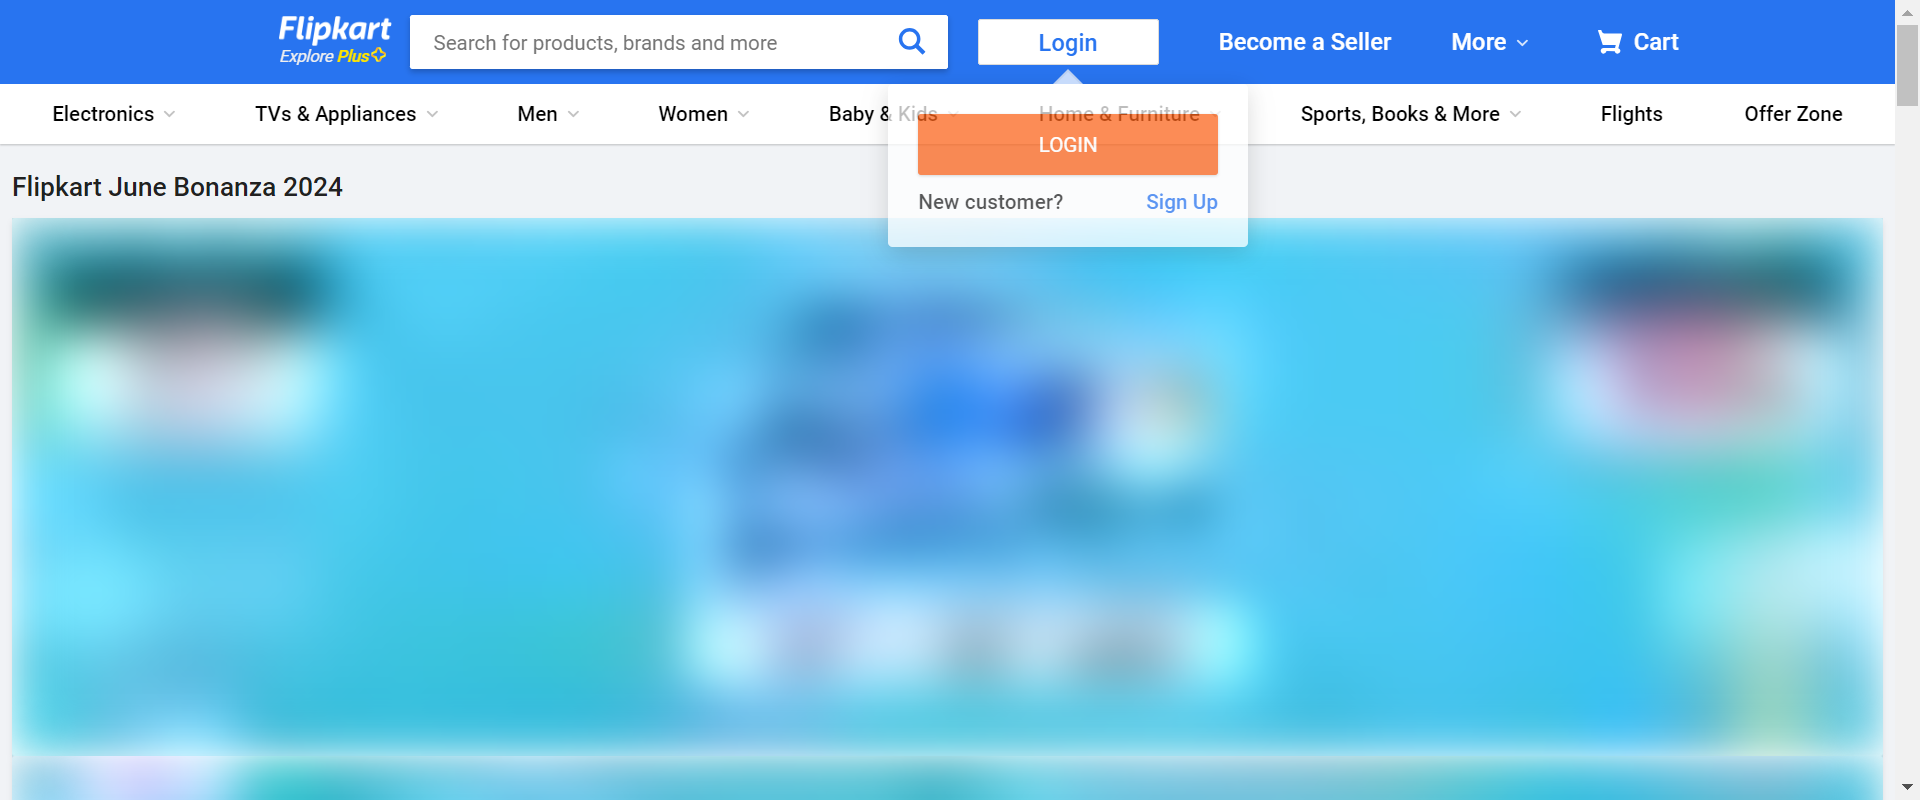 Flipkart
Explore Plus
Search for products, brands and more
Login
Become a Seller
More
Cart
Electronics
TVs & Appliances
Men
Women
Baby & Kids
Home & Furniture
Sports, Books & More
Flights
Offer Zone
LOGIN
New customer?
Sign Up
Flipkart June Bonanza 2024